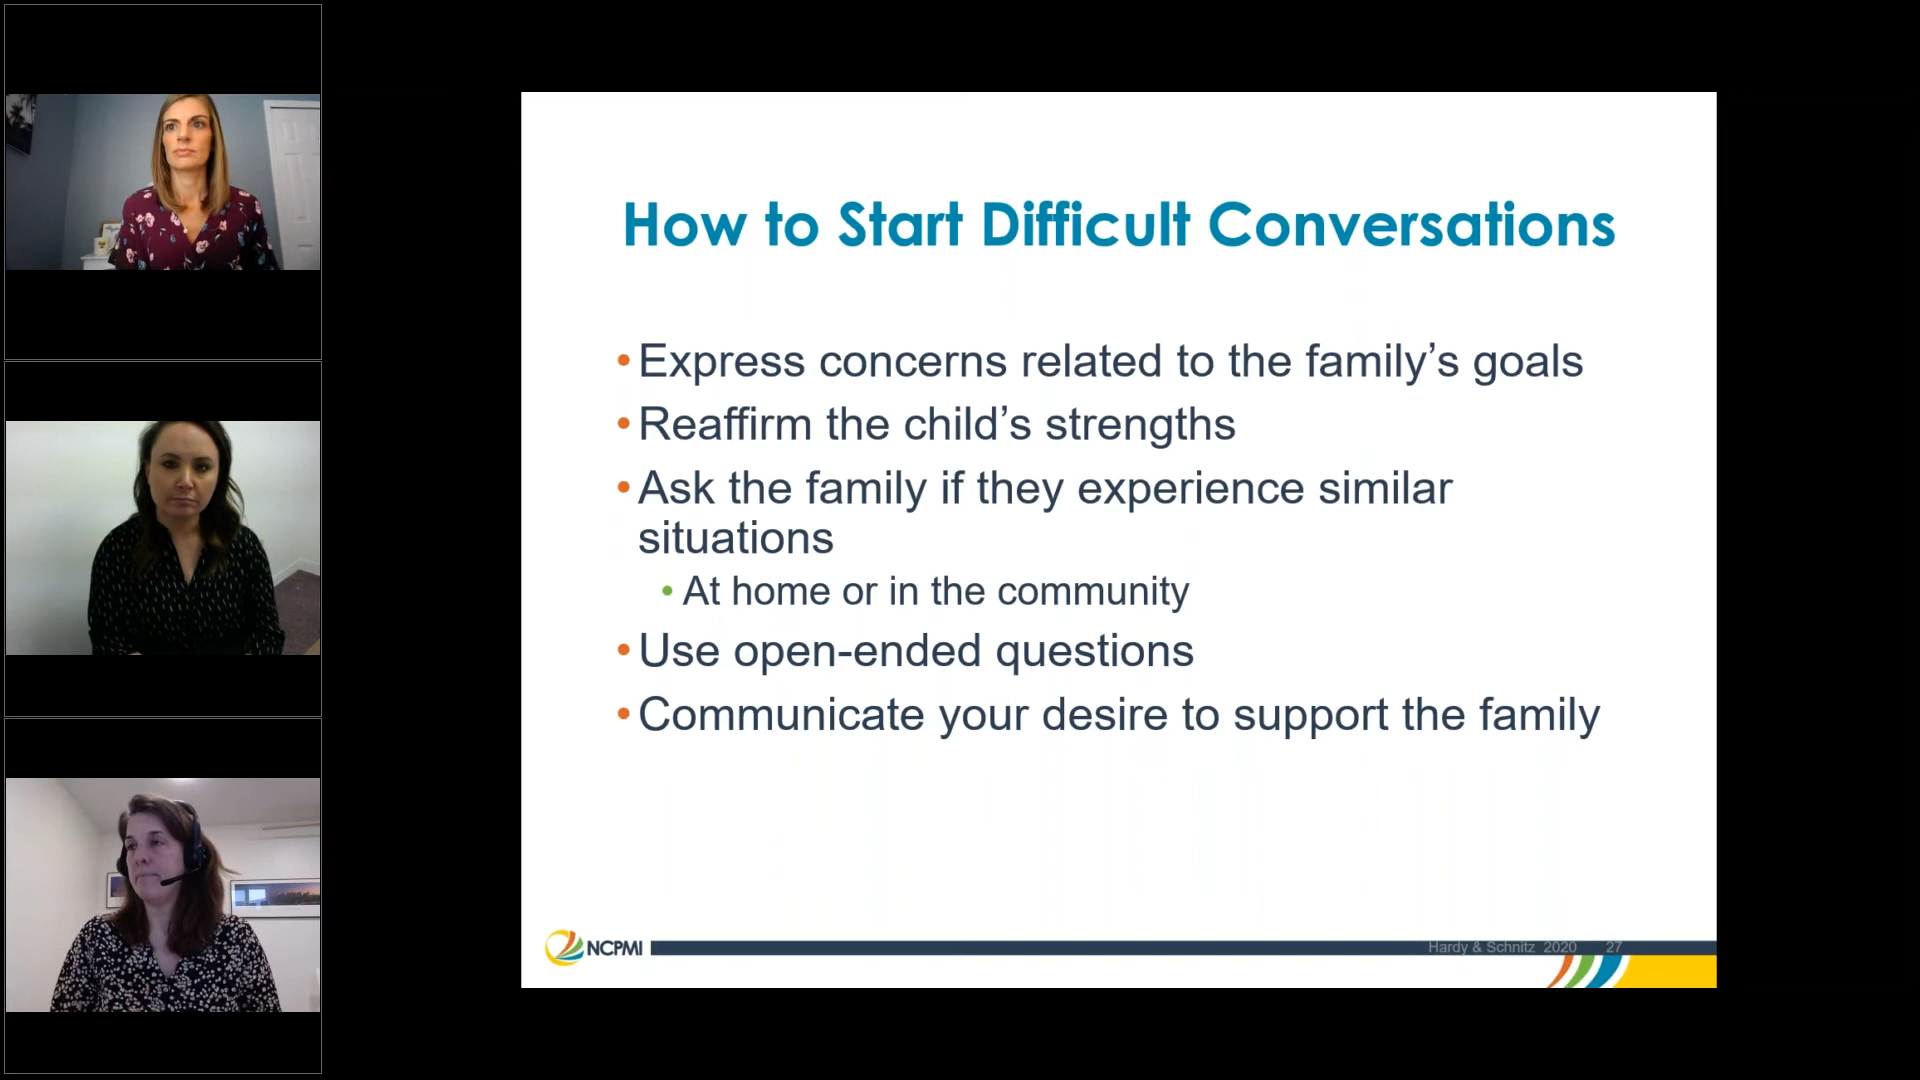 How to Start Difficult Conversations
•Express concerns related to the family’s goals
•Reaffirm the child’s strengths
•Ask the family if they experience similar
situations
•At home or in the community
•Use open-ended questions
•Communicate your desire to support the family
NCPMI
Hardy & Schnitz 2020 27